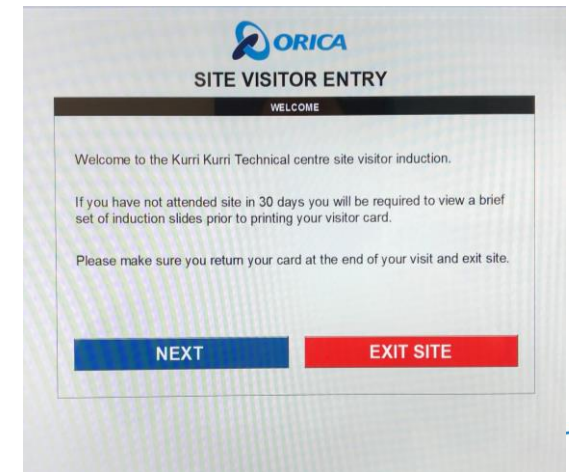 ORICA
SITE VISITOR ENTRY
WELCOME
Welcome to the Kurri Kurri Technical centre site visitor induction.
If you have not attended site in 30 days you will be required to view a brief
set of induction slides prior to printing your visitor card.
Please make sure you return your card at the end of your visit and exit site.
NEXT
EXIT SITE